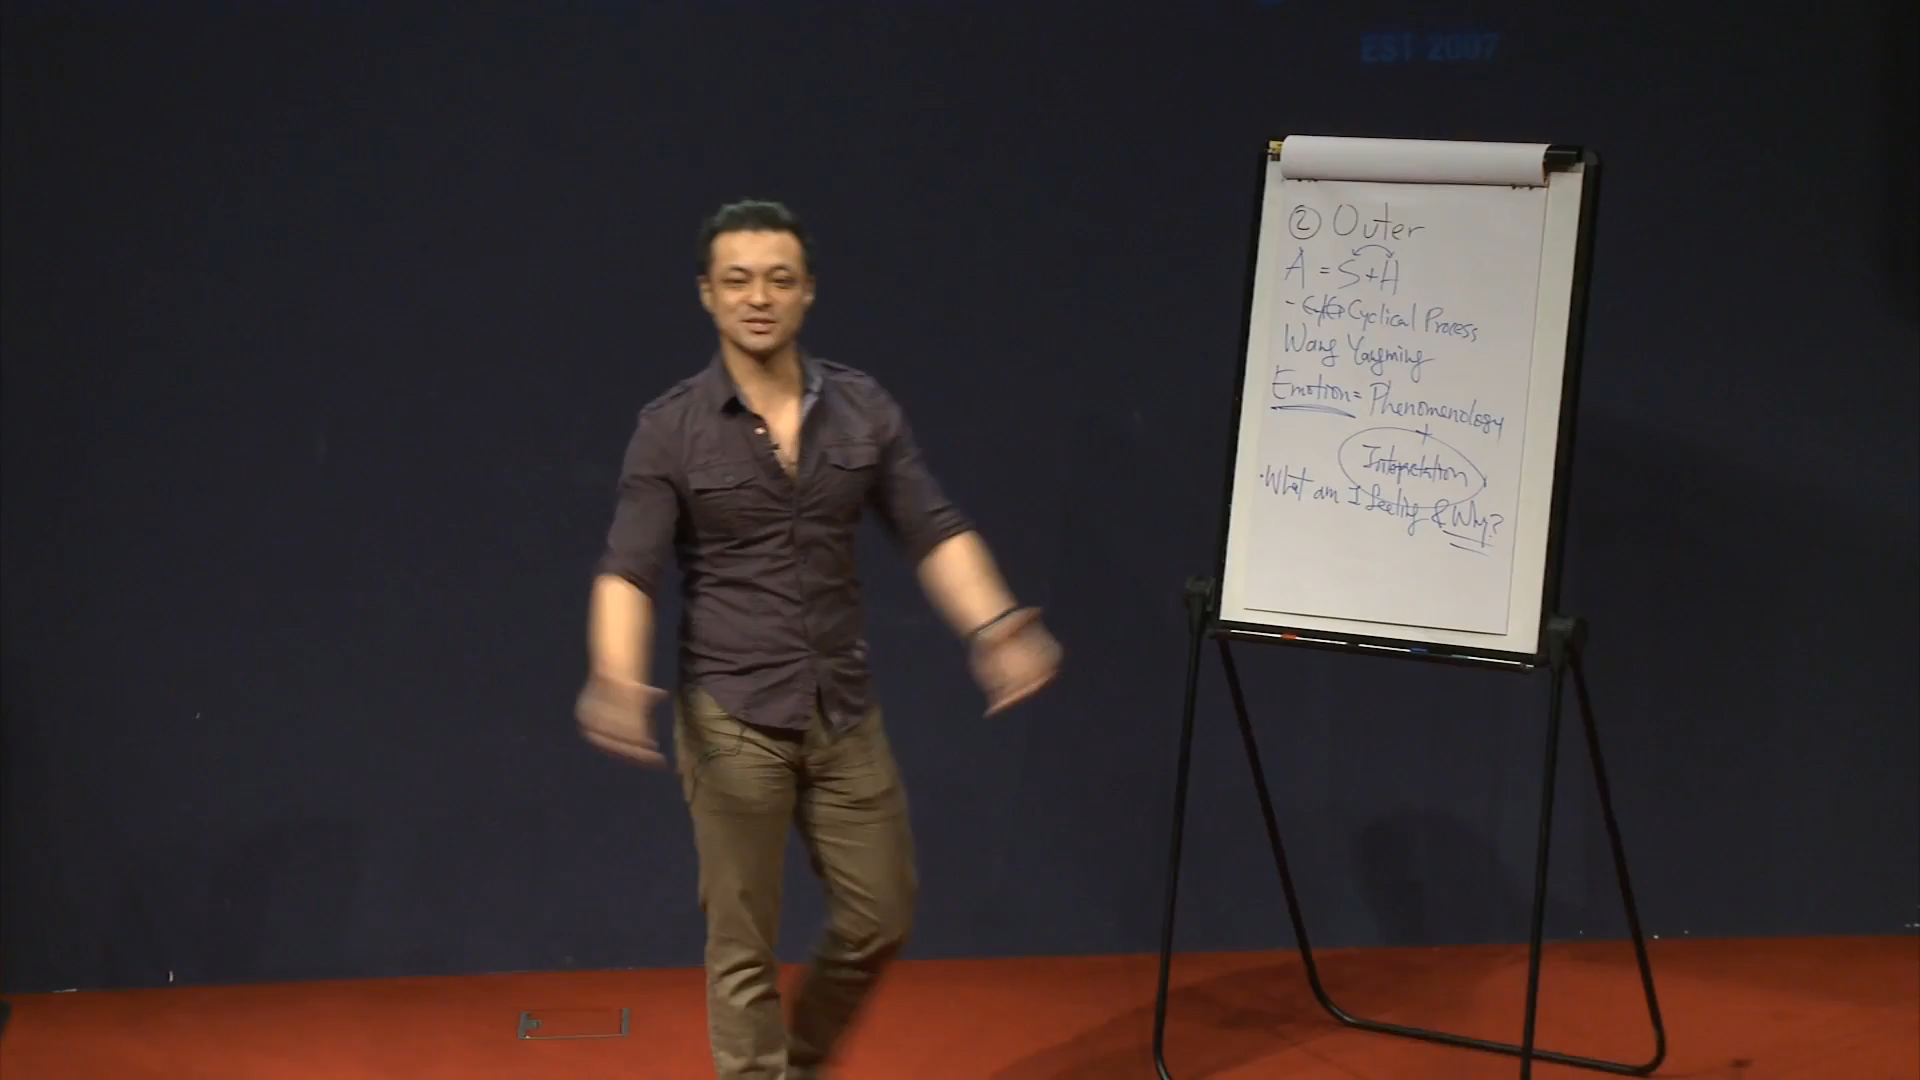 EST 2007
② Outer
A = S + H
- Cyclical Process
Wang Yangming
Emotion = Phenomenology
+
Interpretation
• What am I feeling & Why?